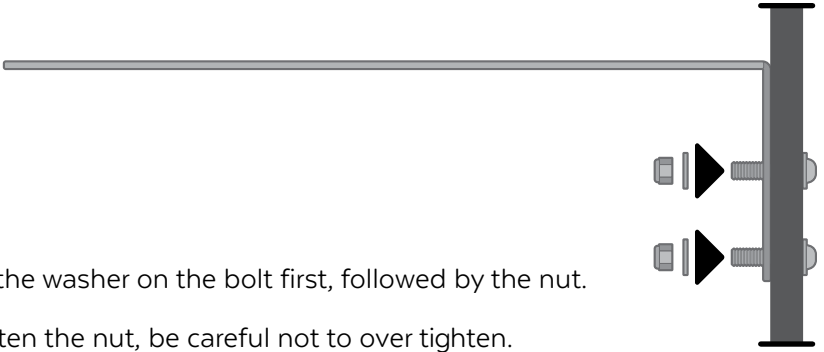 the washer on the bolt first, followed by the nut.
ten the nut, be careful not to over tighten.